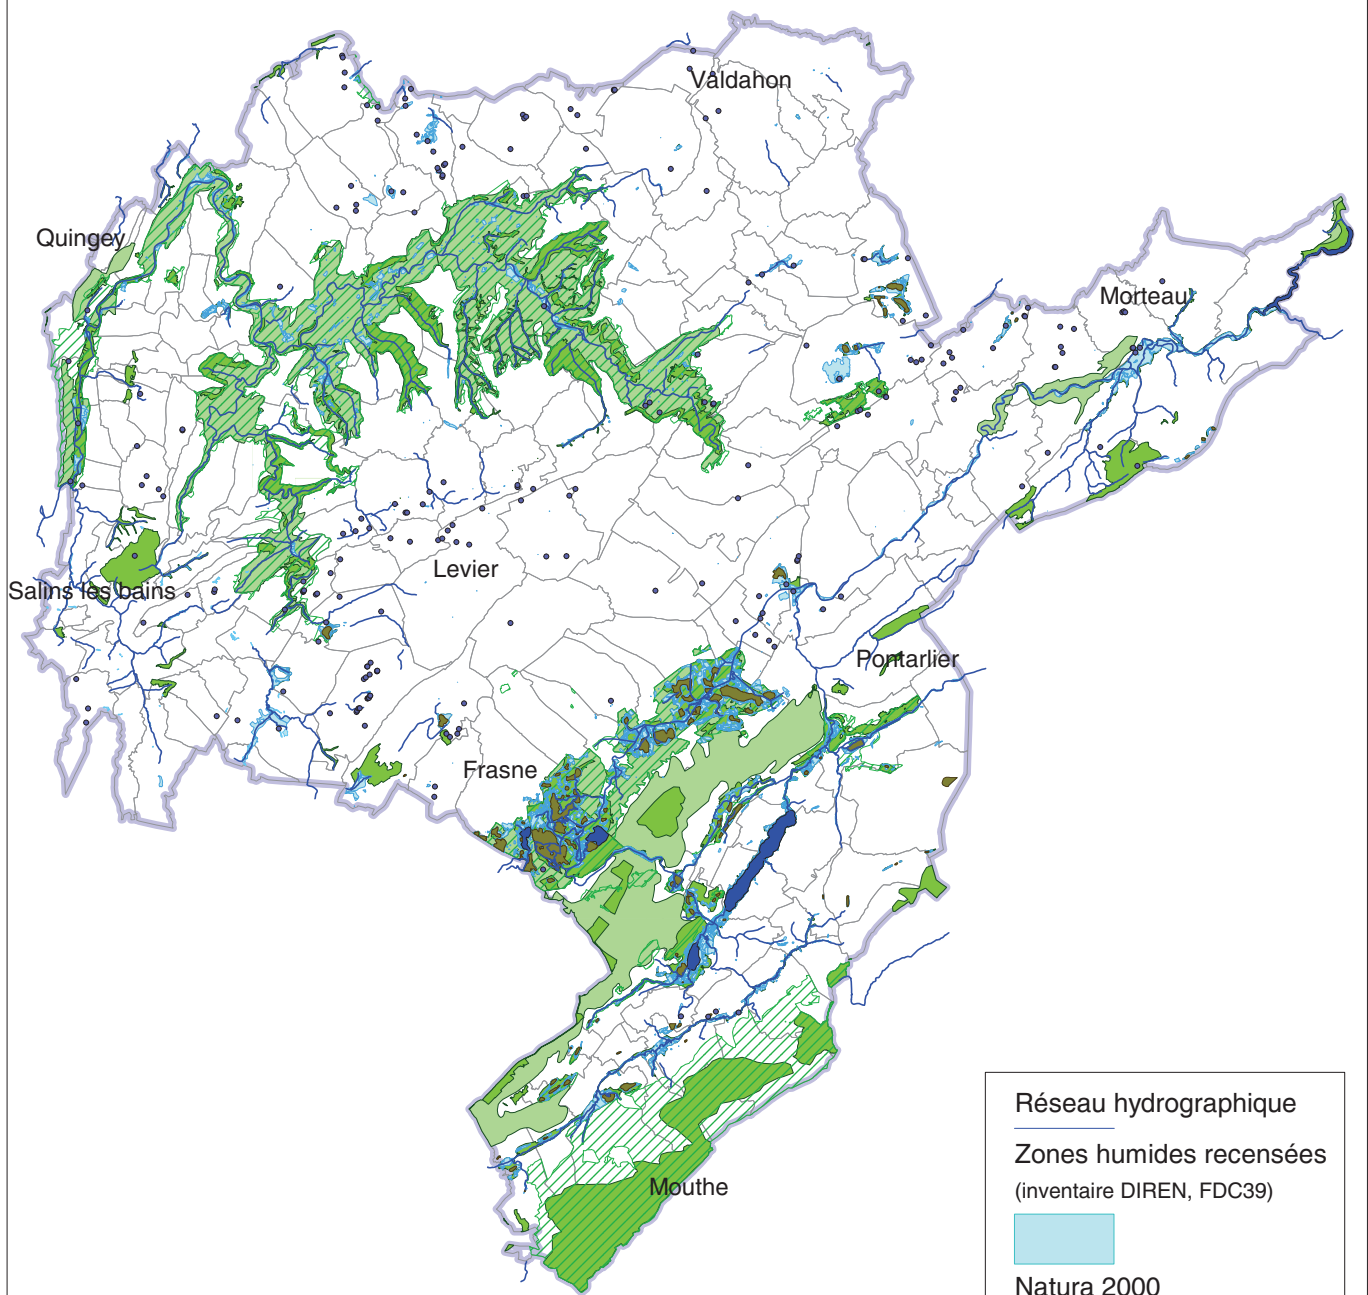 Valdahon
Quingey
Morteau
Levier
Salins les bains
Pontarlier
Frasne
Mouthe
Réseau hydrographique
Zones humides recensées
(inventaire DIREN, FDC39)
Natura 2000